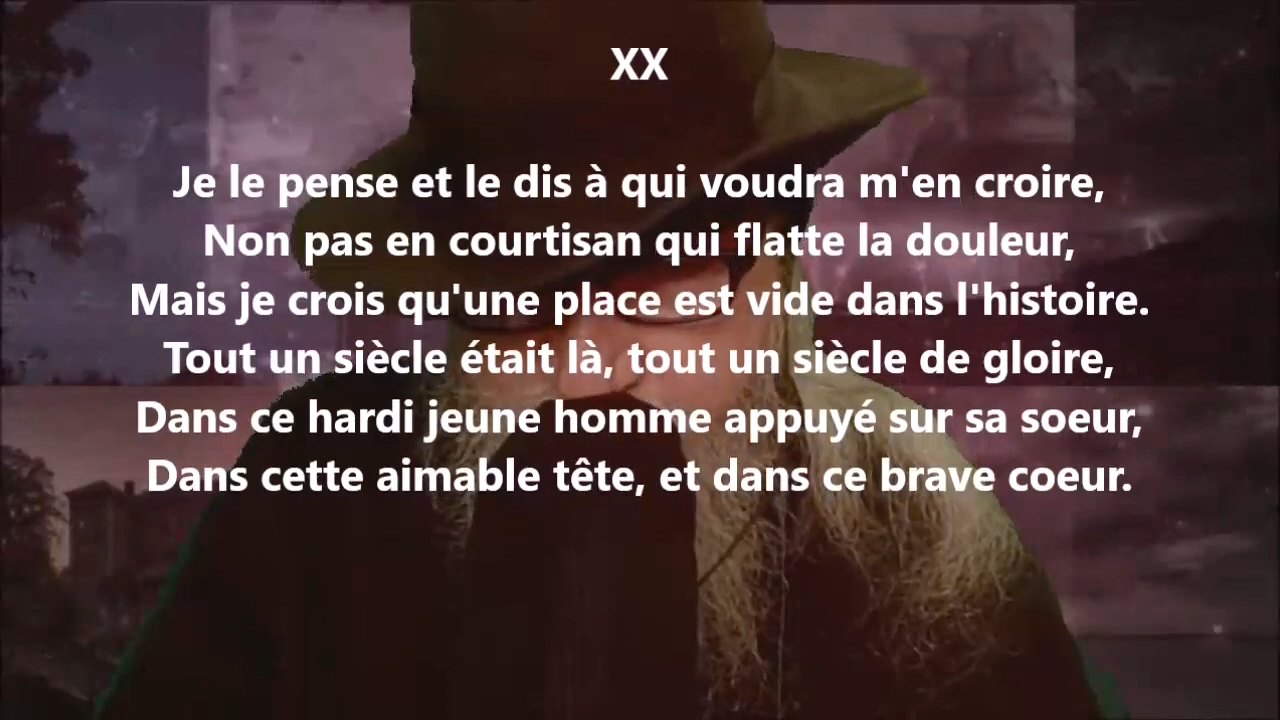 XX
Je le pense et le dis à qui voudra m'en croire,
Non pas en courtisan qui flatte la douleur,
Mais je crois qu'une place est vide dans l'histoire.
Tout un siècle était là, tout un siècle de gloire,
Dans ce hardi jeune homme appuyé sur sa soeur,
Dans cette aimable tête, et dans ce brave coeur.